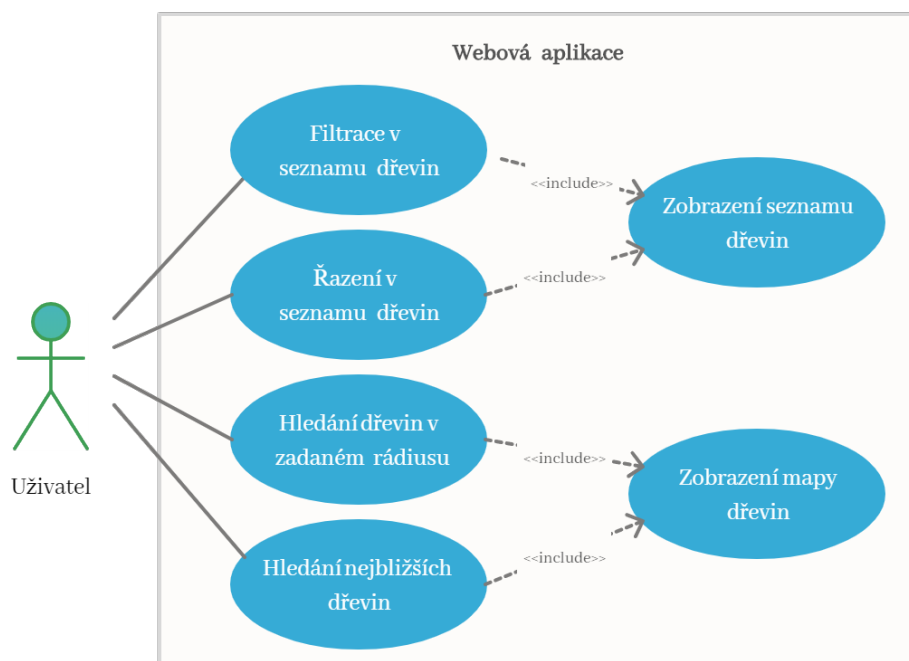 Webová aplikace
Filtrace v
seznamu dřevin
<<include>>
Zobrazení seznamu
dřevin
Řazení v
seznamu dřevin
<<include>>
Uživatel
Hledání dřevin v
zadaném rádiusu
<<include>>
Zobrazení mapy
dřevin
Hledání nejbližších
dřevin
<<include>>